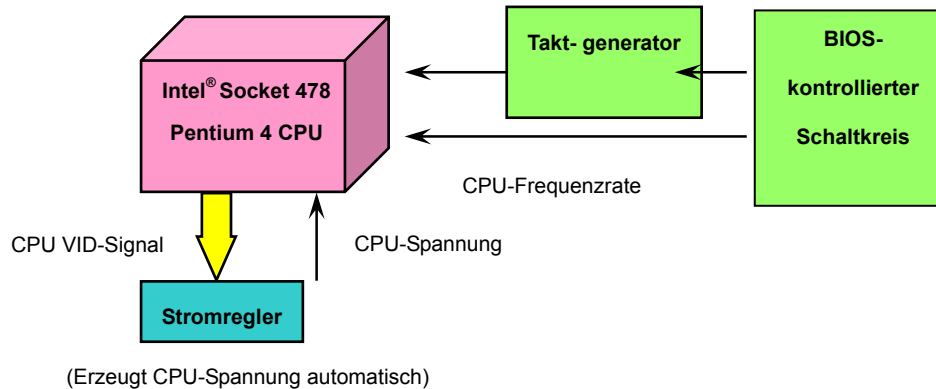 Intel® Socket 478
Pentium 4 CPU
Takt- generator
BIOS-
kontrollierter
Schaltkreis
CPU-Frequenzrate
CPU VID-Signal
CPU-Spannung
Stromregler
(Erzeugt CPU-Spannung automatisch)